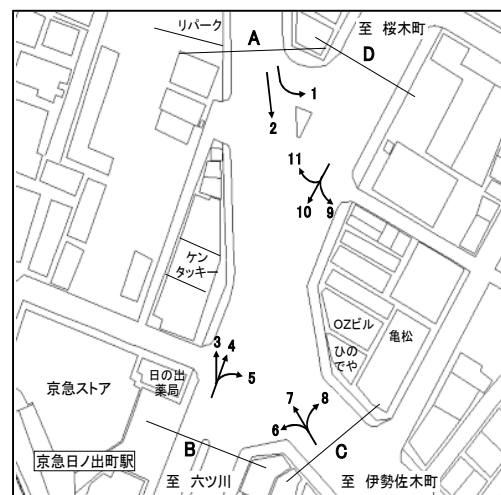 リパーク
A
至 桜木町
D
1
2
11
10
9
ケン
タッキー
OZビル
亀松
ひの
でや
3
4
5
日の出
薬局
京急ストア
7
8
6
B
C
京急日ノ出町駅
至 六ツ川
至 伊勢佐木町